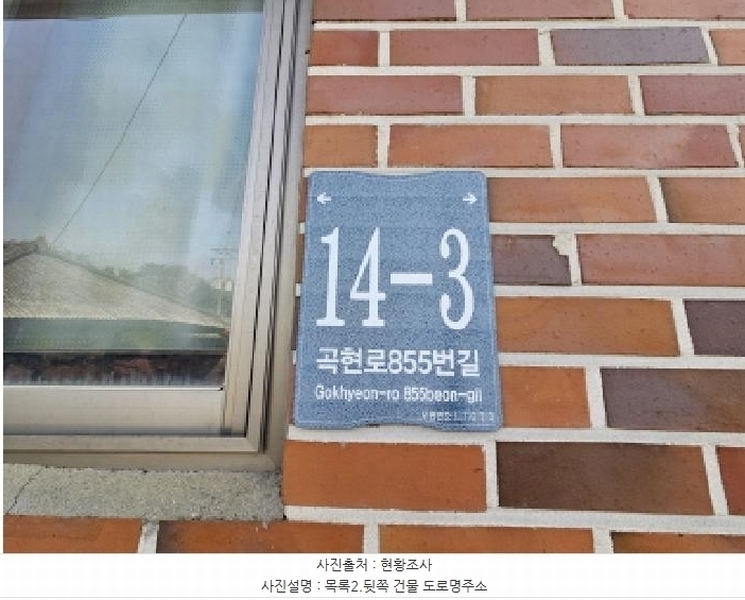 ← →
14-3
곡현로855번길
Gokhyeon-ro 855beon-gil
사진출처 : 현황조사
사진설명 : 목록2.뒷쪽 건물 도로명주소